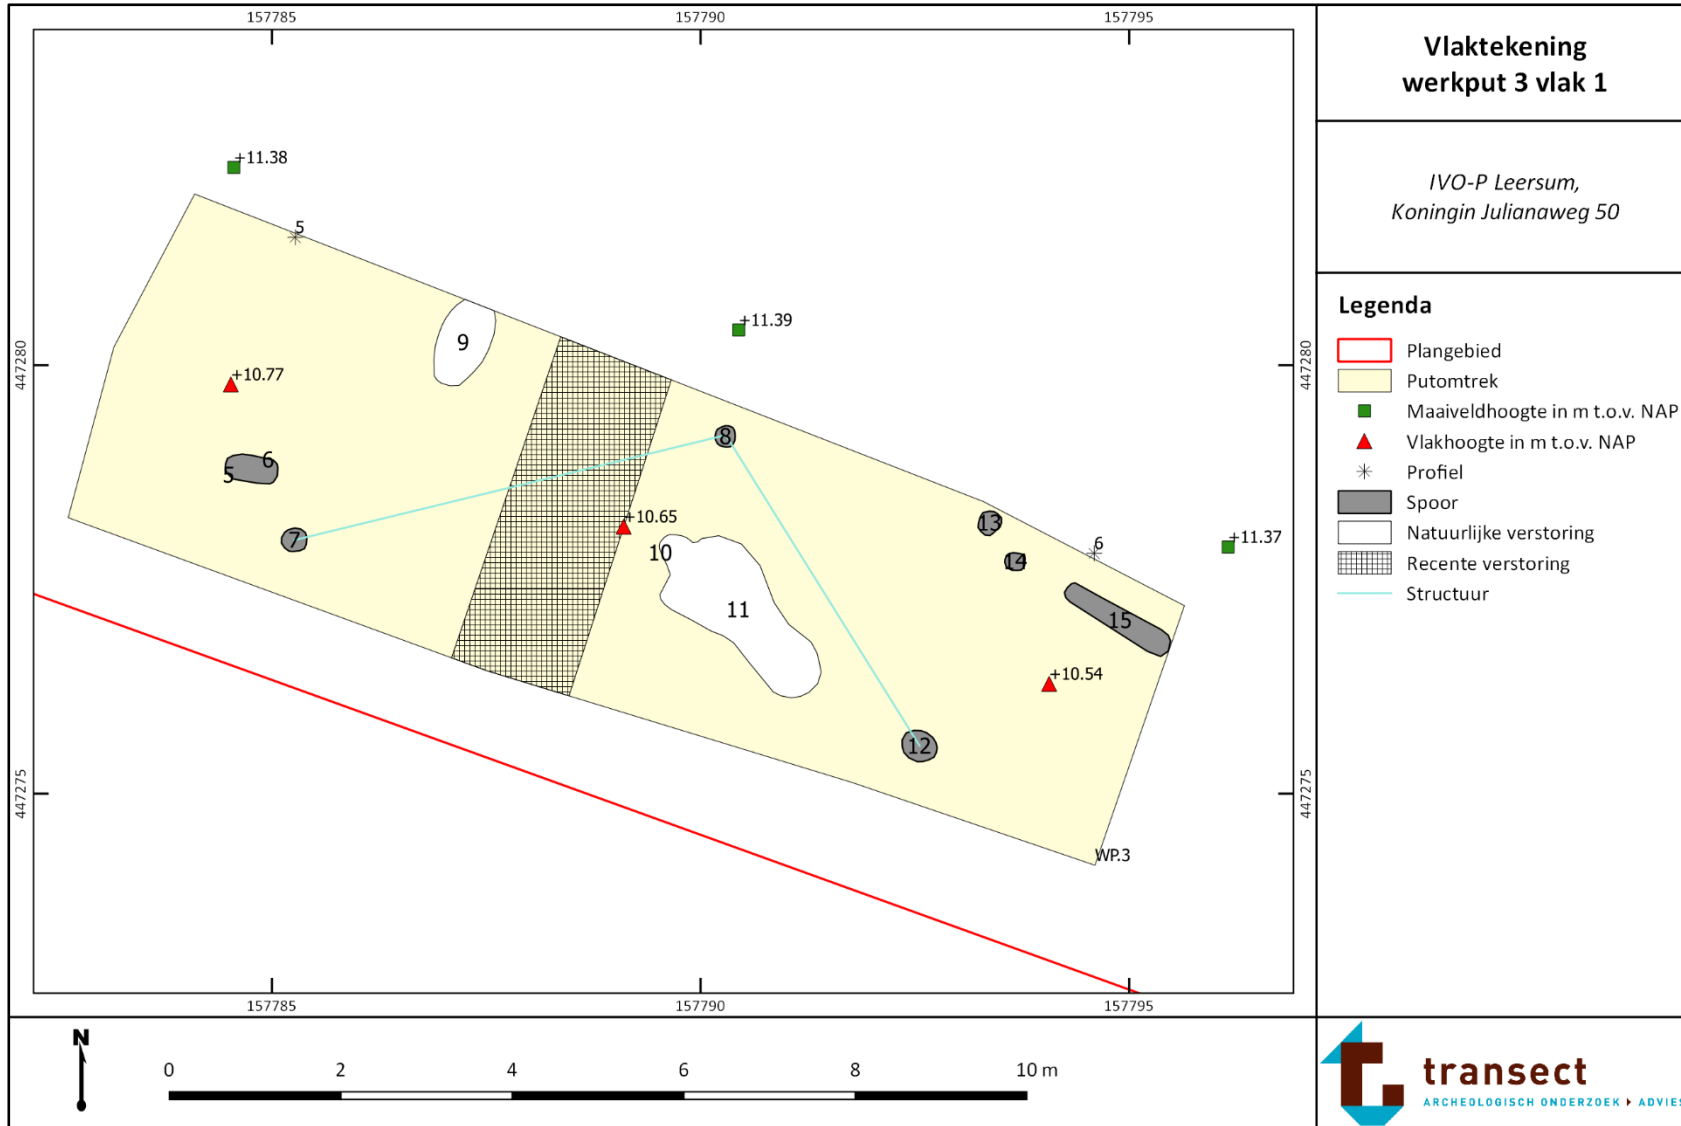 157785
157790
157795
Vlaktekening
werkput 3 vlak 1
IVO-P Leersum,
Koningin Julianaweg 50
Legenda
Plangebied
Putomtrek
Maaiveldhoogte in m t.o.v. NAP
Vlakhoogte in m t.o.v. NAP
Profiel
Spoor
Natuurlijke verstoring
Recente verstoring
Structuur
+11.38
5
+11.39
9
447280
447280
+10.77
8
6
5
+10.65
13
7
10
14
6
+11.37
11
15
+10.54
12
447275
447275
WP.3
157785
157790
157795
N
0
2
4
6
8
10 m
transect
ARCHEOLOGISCH ONDERZOEK ADVIES